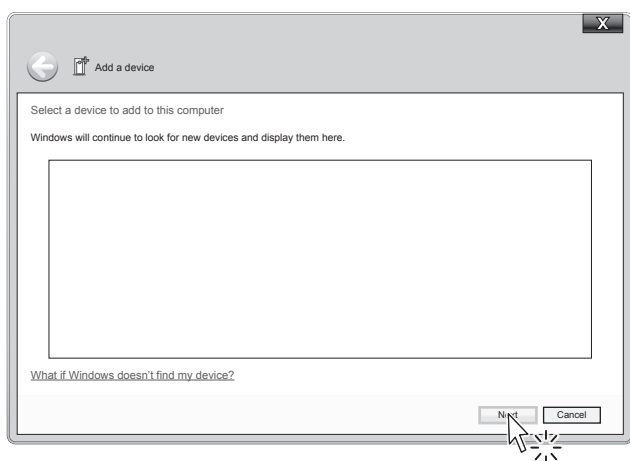 X
Add a device
Select a device to add to this computer
Windows will continue to look for new devices and display them here.
What if Windows doesn't find my device?
Next Cancel